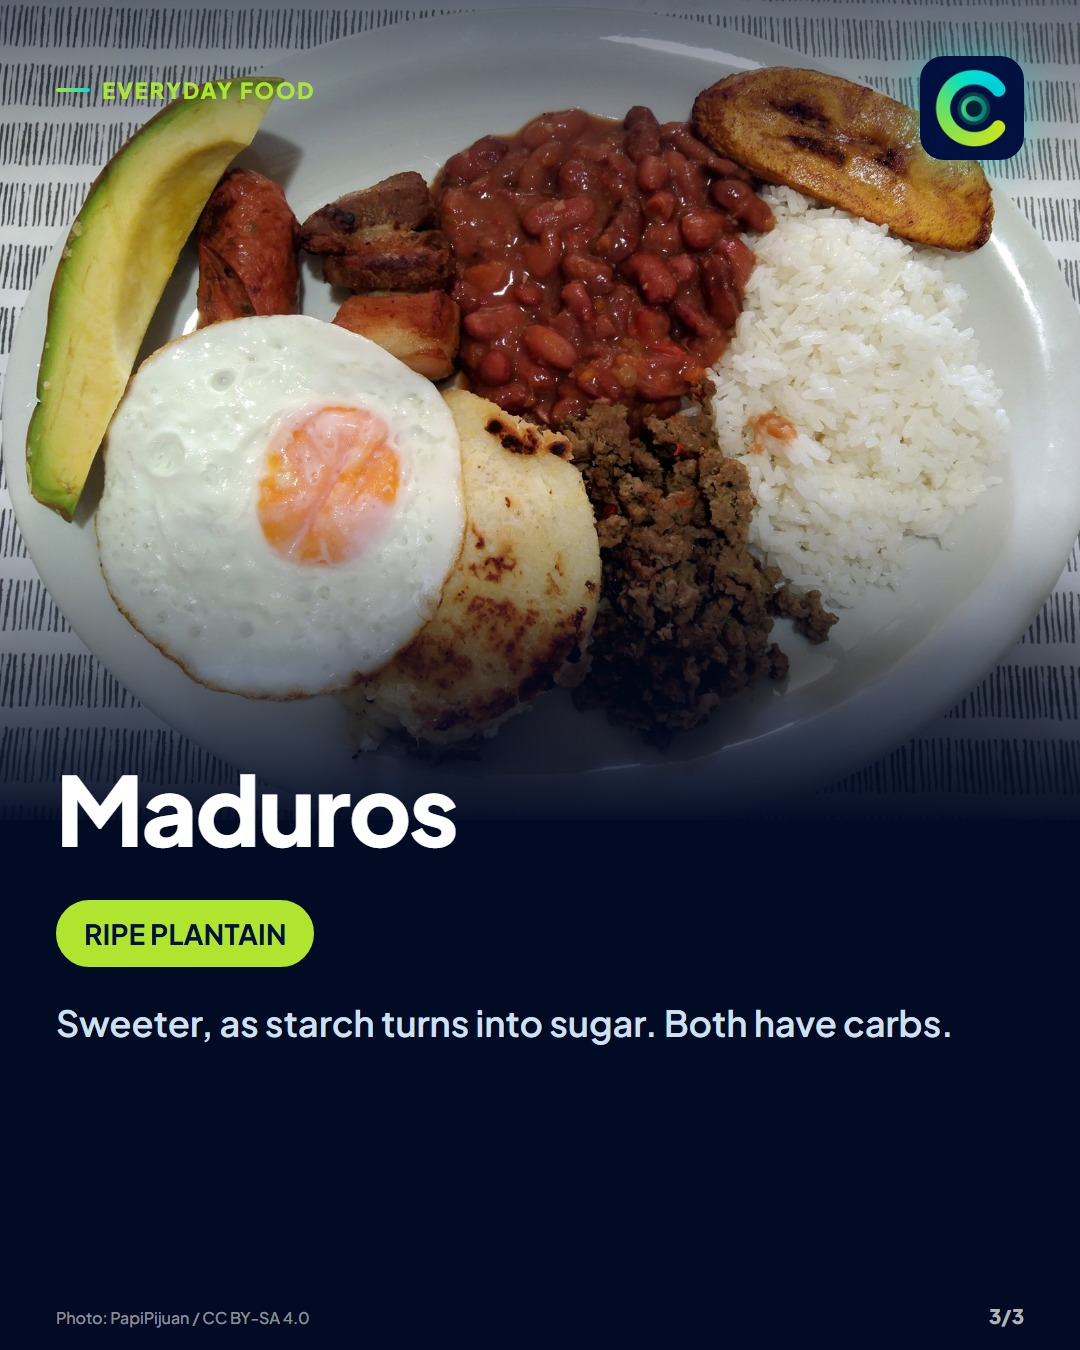 EVERYDAY FOOD
Maduros
RIPE PLANTAIN
Sweeter, as starch turns into sugar. Both have carbs.
Photo: PapiPijuan / CC BY-SA 4.0
3/3